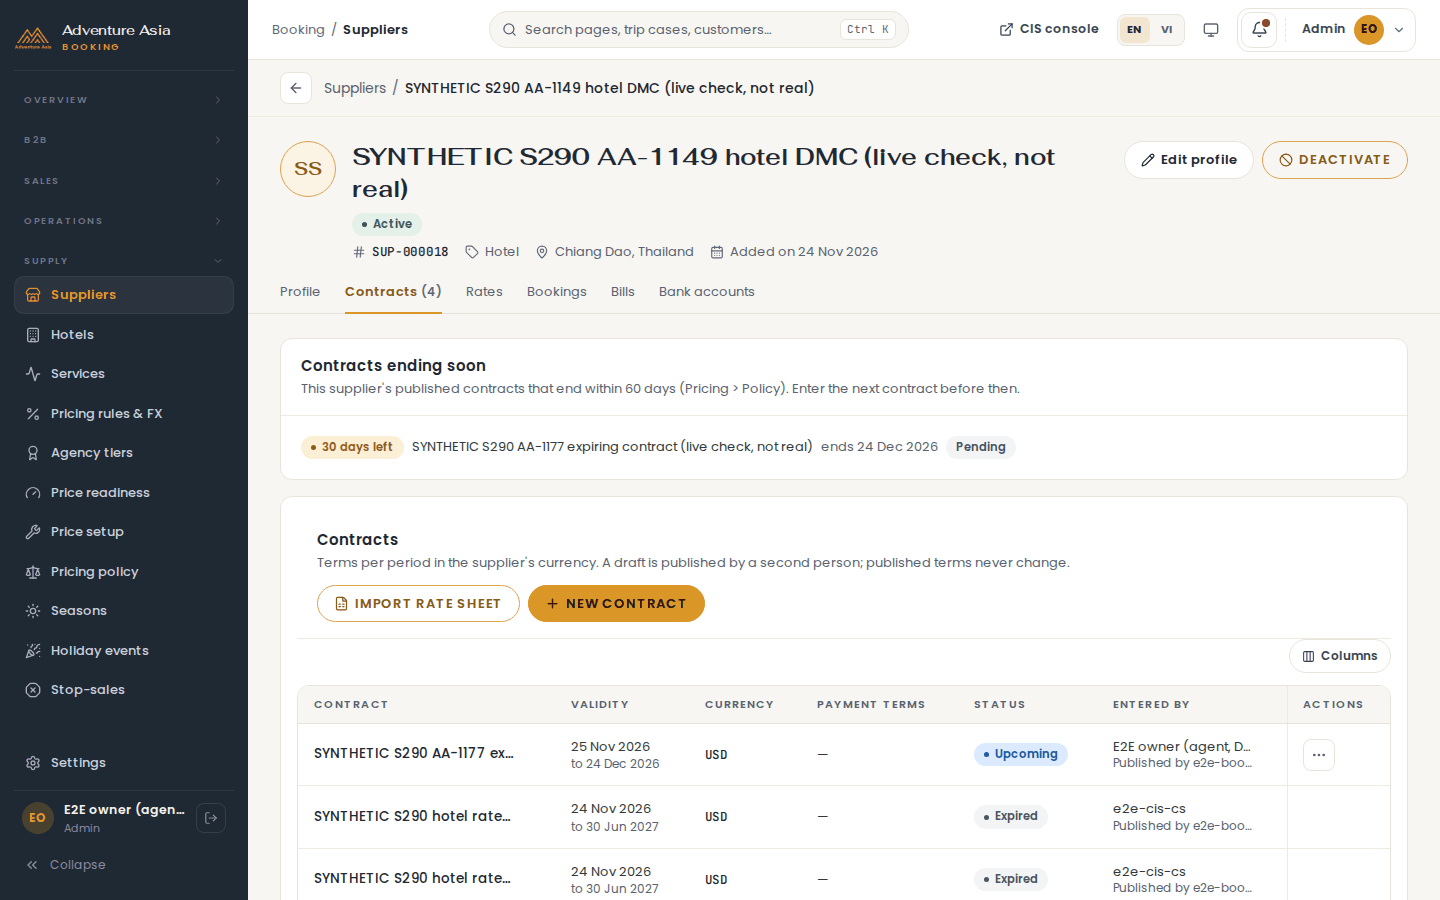 Adventure Asia
BOOKING
OVERVIEW
B2B
SALES
OPERATIONS
SUPPLY
Suppliers
Hotels
Services
Pricing rules & FX
Agency tiers
Price readiness
Price setup
Pricing policy
Seasons
Holiday events
Stop-sales
Settings
EO
E2E owner (agen...
Admin
Collapse
Booking / Suppliers
Search pages, trip cases, customers...
Ctrl K
CIS console
EN
VI
Admin
EO
Suppliers / SYNTHETIC S290 AA-1149 hotel DMC (live check, not real)
SS
SYNTHETIC S290 AA-1149 hotel DMC (live check, not
real)
Edit profile
DEACTIVATE
Active
SUP-000018
Hotel
Chiang Dao, Thailand
Added on 24 Nov 2026
Profile
Contracts (4)
Rates
Bookings
Bills
Bank accounts
Contracts ending soon
This supplier's published contracts that end within 60 days (Pricing > Policy). Enter the next contract before then.
30 days left
SYNTHETIC S290 AA-1177 expiring contract (live check, not real)
ends 24 Dec 2026
Pending
Contracts
Terms per period in the supplier's currency. A draft is published by a second person; published terms never change.
IMPORT RATE SHEET
NEW CONTRACT
Columns
CONTRACT
VALIDITY
CURRENCY
PAYMENT TERMS
STATUS
ENTERED BY
ACTIONS
SYNTHETIC S290 AA-1177 ex...
25 Nov 2026
to 24 Dec 2026
USD
—
Upcoming
E2E owner (agent, D...
Published by e2e-boo...
SYNTHETIC S290 hotel rate...
24 Nov 2026
to 30 Jun 2027
USD
—
Expired
e2e-cis-cs
Published by e2e-boo...
SYNTHETIC S290 hotel rate...
24 Nov 2026
to 30 Jun 2027
USD
—
Expired
e2e-cis-cs
Published by e2e-boo...